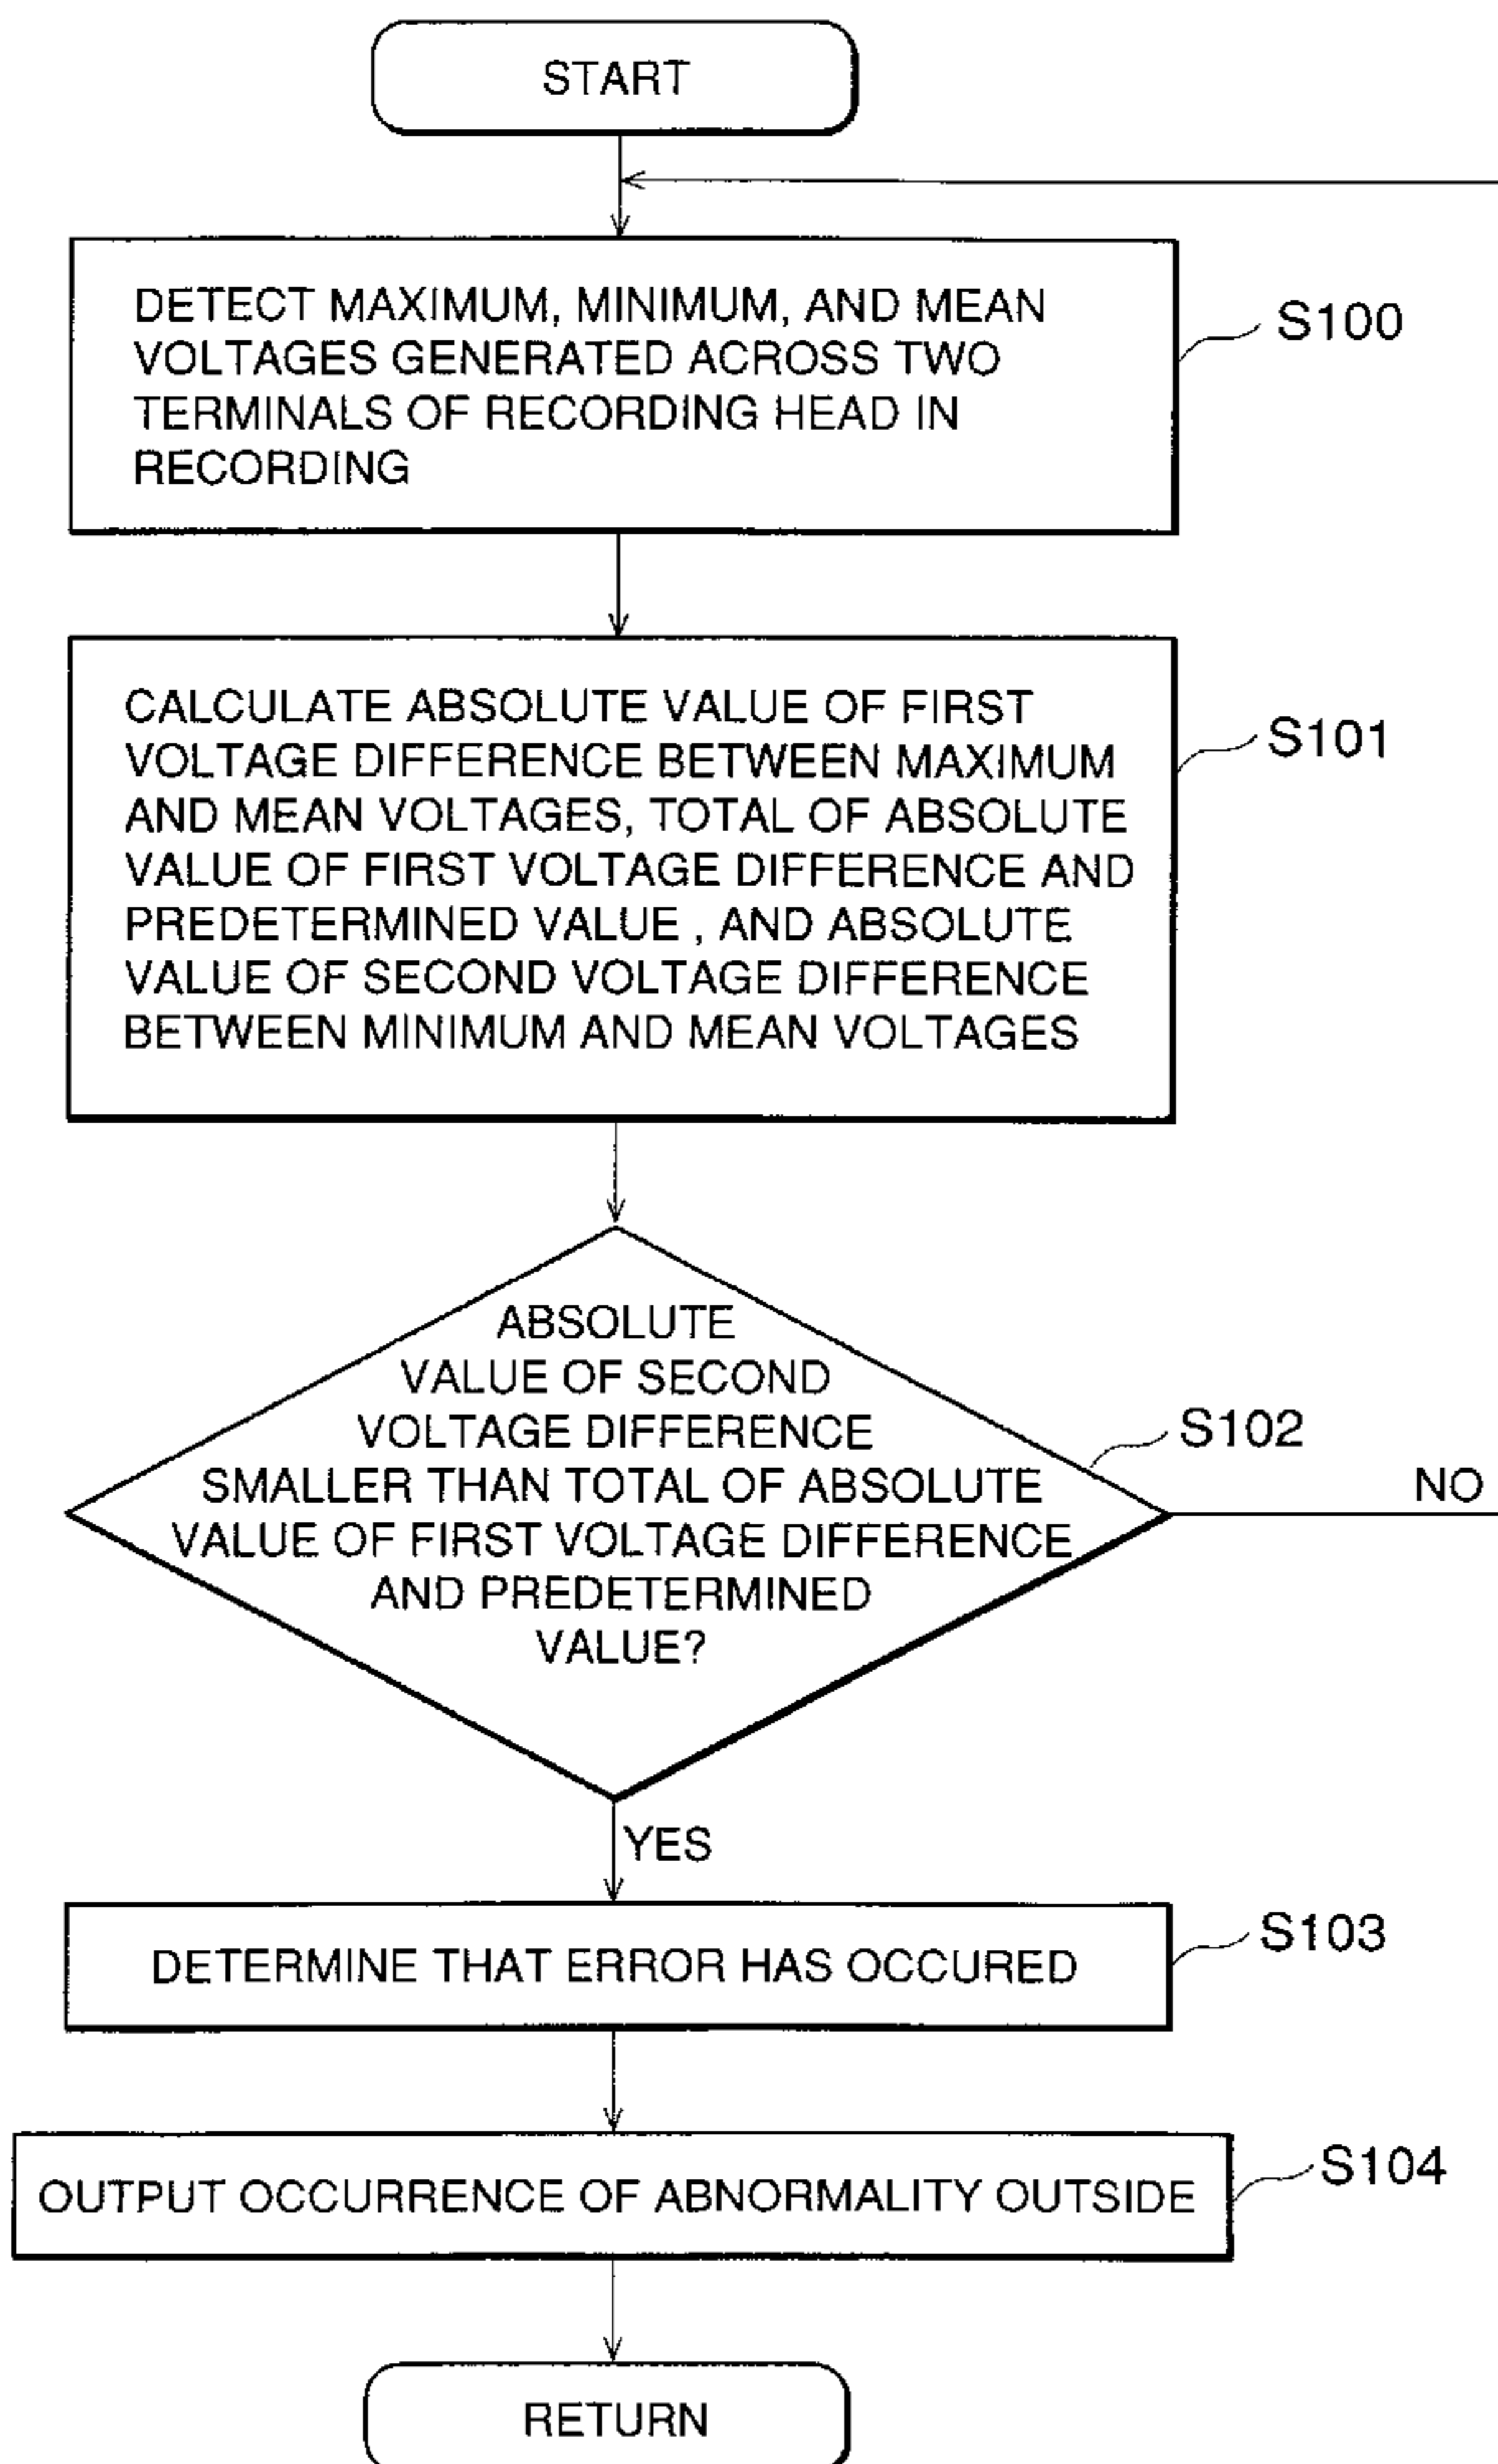 START
DETECT MAXIMUM, MINIMUM, AND MEAN
VOLTAGES GENERATED ACROSS TWO
TERMINALS OF RECORDING HEAD IN
RECORDING
S100
CALCULATE ABSOLUTE VALUE OF FIRST
VOLTAGE DIFFERENCE BETWEEN MAXIMUM
AND MEAN VOLTAGES, TOTAL OF ABSOLUTE
VALUE OF FIRST VOLTAGE DIFFERENCE AND
PREDETERMINED VALUE , AND ABSOLUTE
VALUE OF SECOND VOLTAGE DIFFERENCE
BETWEEN MINIMUM AND MEAN VOLTAGES
S101
ABSOLUTE
VALUE OF SECOND
VOLTAGE DIFFERENCE
SMALLER THAN TOTAL OF ABSOLUTE
VALUE OF FIRST VOLTAGE DIFFERENCE
AND PREDETERMINED
VALUE?
S102
NO
YES
DETERMINE THAT ERROR HAS OCCURED
S103
OUTPUT OCCURRENCE OF ABNORMALITY OUTSIDE
S104
RETURN